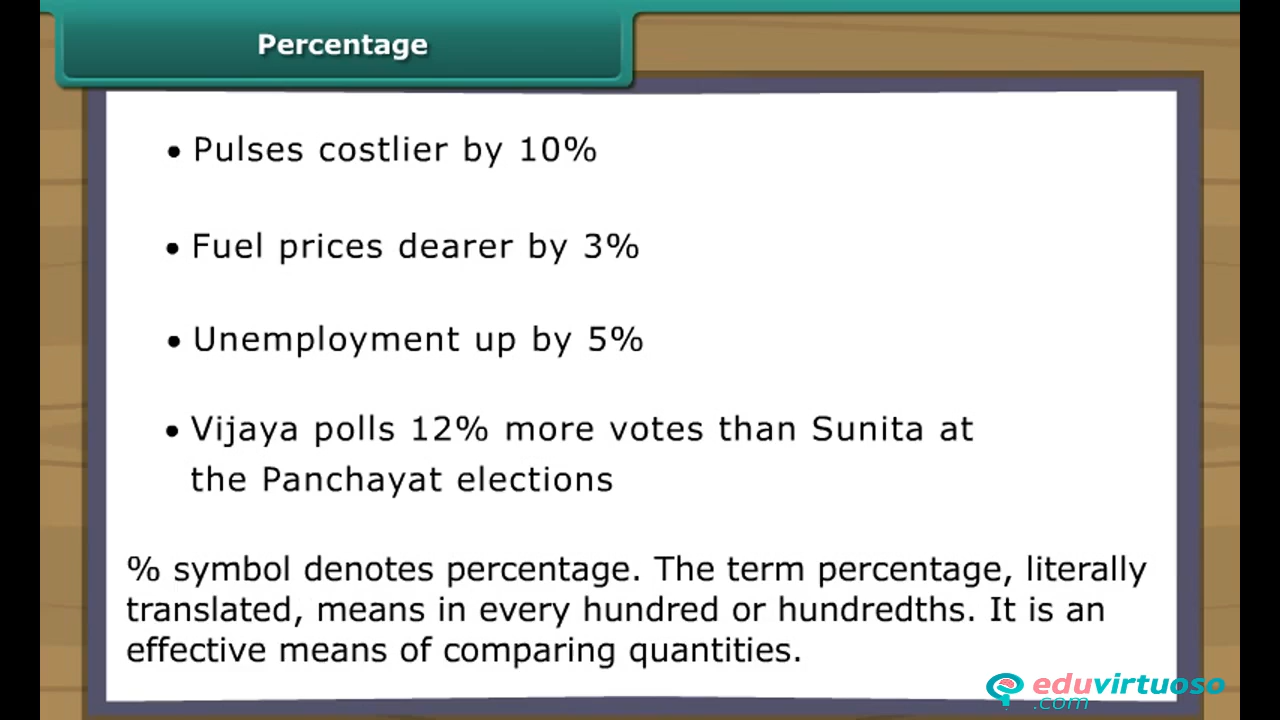 Percentage
• Pulses costlier by 10%
• Fuel prices dearer by 3%
• Unemployment up by 5%
• Vijaya polls 12% more votes than Sunita at
the Panchayat elections
% symbol denotes percentage. The term percentage, literally
translated, means in every hundred or hundredths. It is an
effective means of comparing quantities.
eduvirtuoso
.com